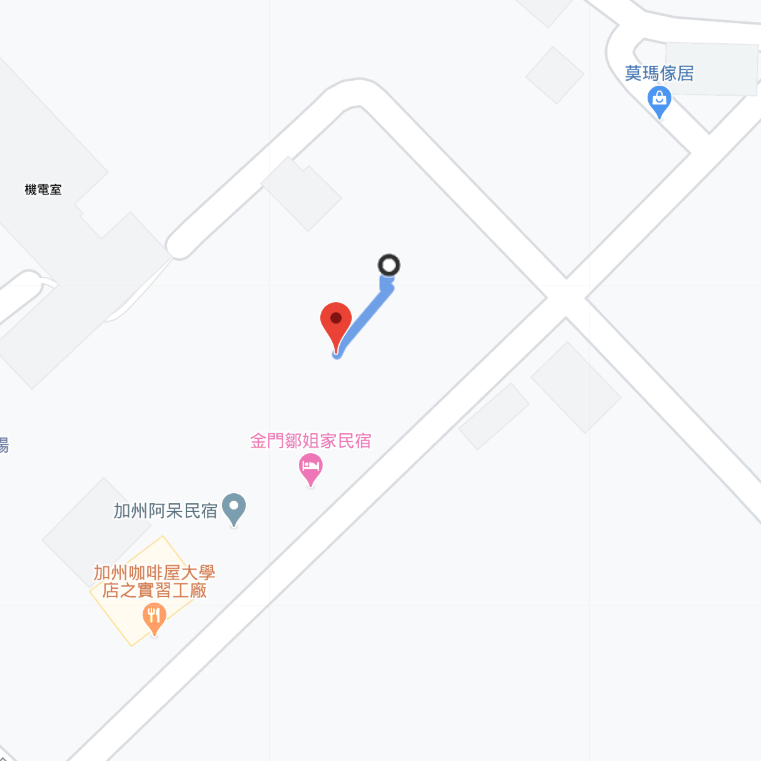 莫瑪傢居
機電室
金門鄒姐家民宿
場
加州阿呆民宿
加州咖啡屋大學
店之實習工廠